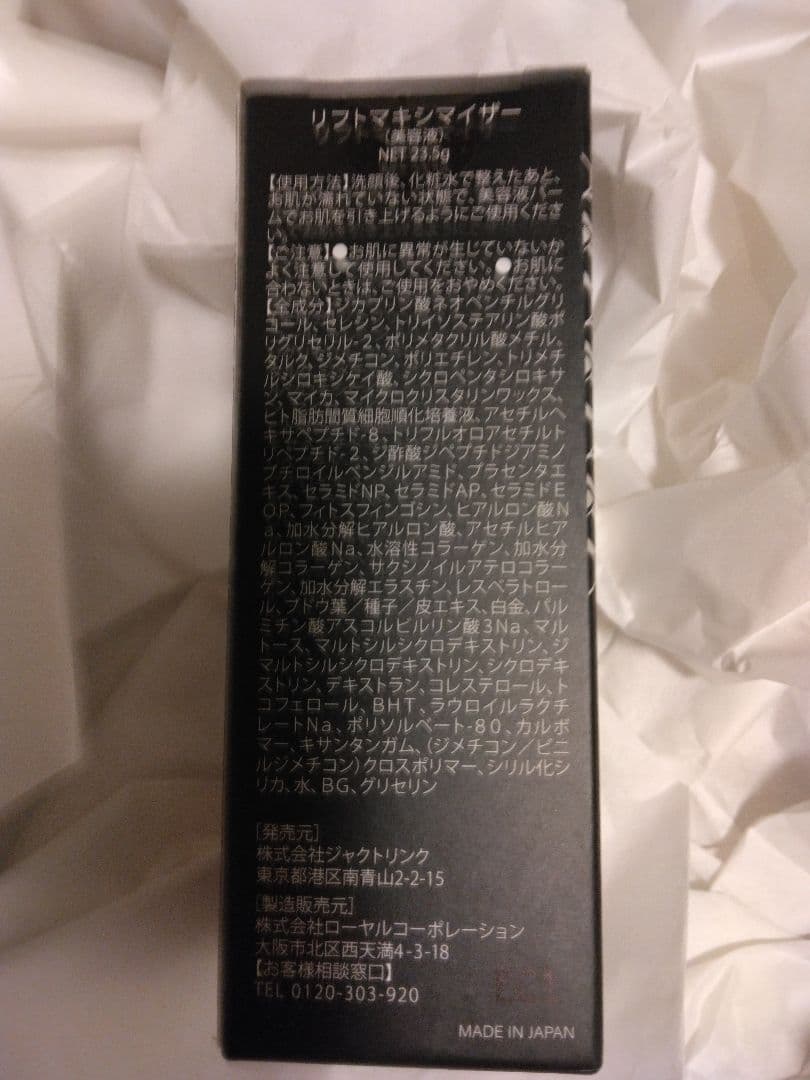 リフトマキシマイザー
(美容液)
NET 23.5g
【使用方法】洗顔後、化粧水で整えたあと、
お肌が濡れていない状態で、美容液バー
ムでお肌を引き上げるようにご使用くださ
い。
【ご注意】●お肌に異常が生じていないか
よく注意して使用してください。●お肌に
合わないときは、ご使用をおやめください。
【全成分】ジカプリン酸ネオペンチルグリ
コール、セレシン、トリイソステアリン酸ポ
リグリセリル-2、ポリメタクリル酸メチル、
タルク、ジメチコン、ポリエチレン、トリメチ
ルシロキシケイ酸、シクロペンタシロキサ
ン、マイカ、マイクロクリスタリンワックス、
ヒト脂肪間質細胞順化培養液、アセチルヘ
キサペプチド-8、トリフルオロアセチルト
リペプチド-2、ジ酢酸ジペプチドジアミノ
ブチロイルベンジルアミド、プラセンタエ
キス、セラミドNP、セラミドAP、セラミドE
OP、フィトスフィンゴシン、ヒアルロン酸N
a、加水分解ヒアルロン酸、アセチルヒア
ルロン酸Na、水溶性コラーゲン、加水分
解コラーゲン、サクシノイルアテロコラー
ゲン、加水分解エラスチン、レスベラトロー
ル、ブドウ葉/種子/皮エキス、白金、パル
ミチン酸アスコルビルリン酸3Na、マル
トース、マルトシルシクロデキストリン、ジ
マルトシルシクロデキストリン、シクロデキ
ストリン、デキストラン、コレステロール、ト
コフェロール、BHT、ラウロイルラクチ
レートNa、ポリソルベート-80、カルボ
マー、キサンタンガム、(ジメチコン/ビニ
ルジメチコン)クロスポリマー、シリル化シ
リカ、水、BG、グリセリン
[発売元]
株式会社ジャクトリンク
東京都港区南青山2-2-15
[製造販売元]
株式会社ローヤルコーポレーション
大阪市北区西天満4-3-18
【お客様相談窓口】
TEL 0120-303-920
MADE IN JAPAN